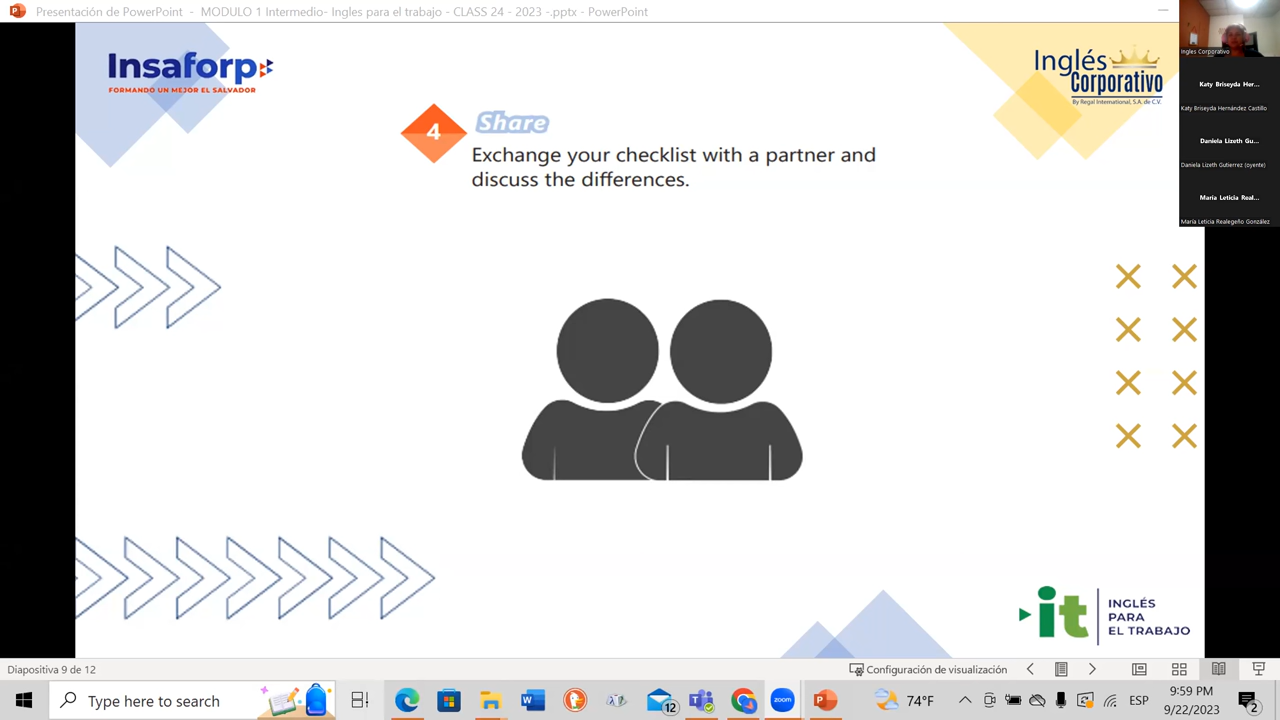 Presentación de PowerPoint - MODULO 1 Intermedio- Ingles para el trabajo - CLASS 24 - 2023 -.pptx - PowerPoint
Insaforp
FORMANDO UN MEJOR EL SALVADOR
Inglés
Corporativo
By Regal International, S.A. de C.V.
4
Share
Exchange your checklist with a partner and
discuss the differences.
Ingles Corporativo
Katy Briseyda Her...
Katy Briseyda Hernández Castillo
Daniela Lizeth Gu...
Daniela Lizeth Gutierrez (oyente)
María Leticia Real...
María Leticia Realegeño González
it
INGLÉS
PARA
EL TRABAJO
Diapositiva 9 de 12
Configuración de visualización
Type here to search
12
74°F
ESP
9:59 PM
9/22/2023
2